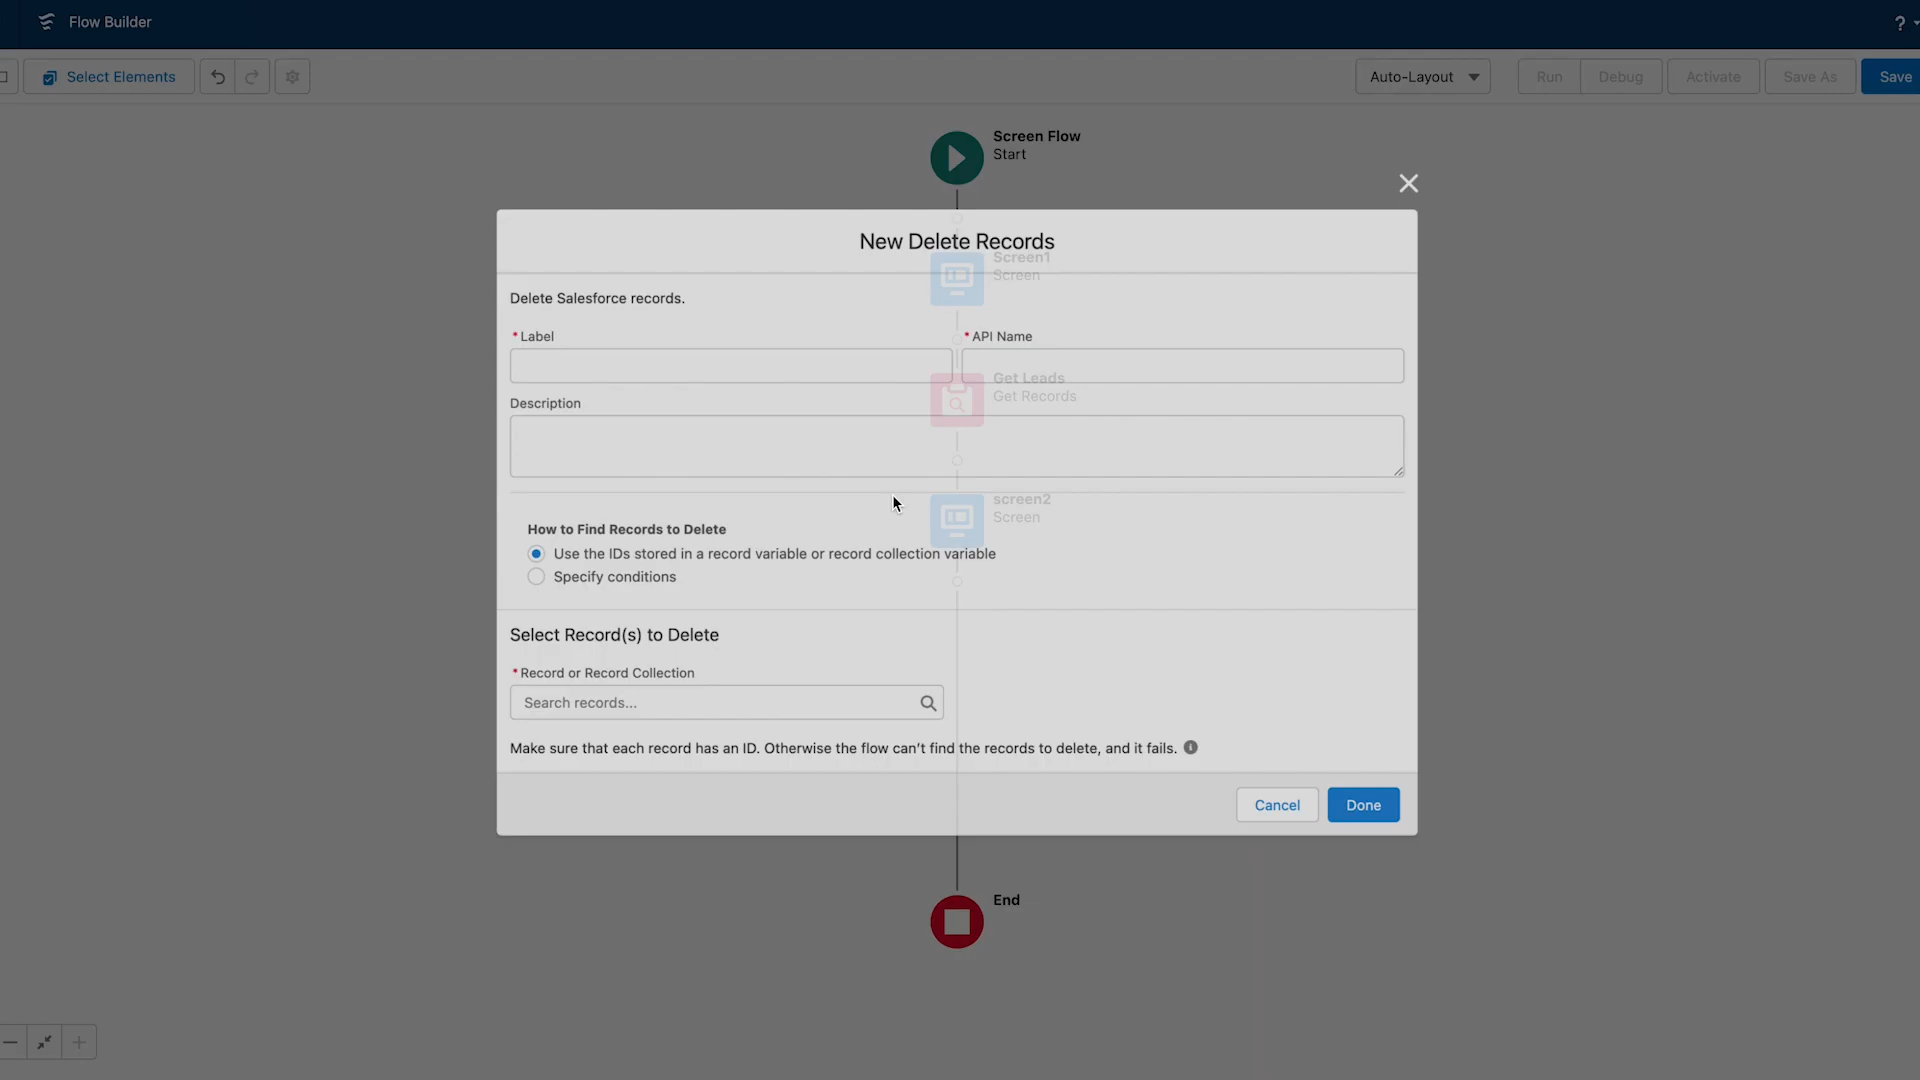 Flow Builder
?
Select Elements
Auto-Layout
Run
Debug
Activate
Save As
Save
Screen Flow
Start
New Delete Records
Screen1
Screen
Delete Salesforce records.
* Label
* API Name
Get Leads
Get Records
Description
screen2
Screen
How to Find Records to Delete
Use the IDs stored in a record variable or record collection variable
Specify conditions
Select Record(s) to Delete
* Record or Record Collection
Search records...
Make sure that each record has an ID. Otherwise the flow can't find the records to delete, and it fails.
Cancel
Done
End